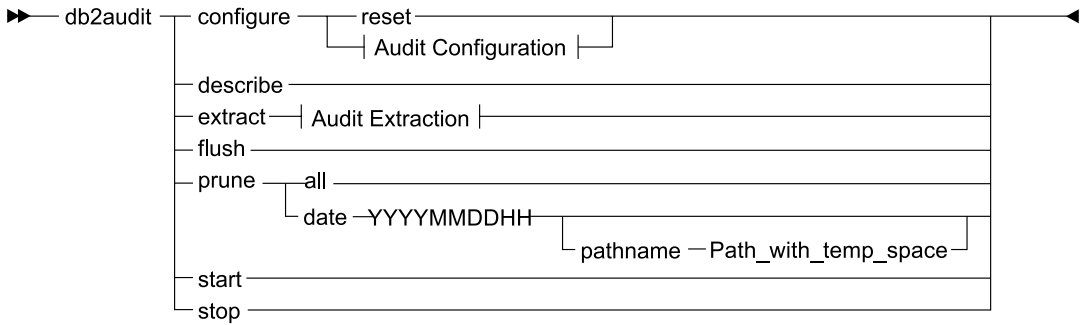 db2audit configure reset
Audit Configuration
describe
extract Audit Extraction
flush
prune all
date YYYYMMDDHH
pathname Path_with_temp_space
start
stop